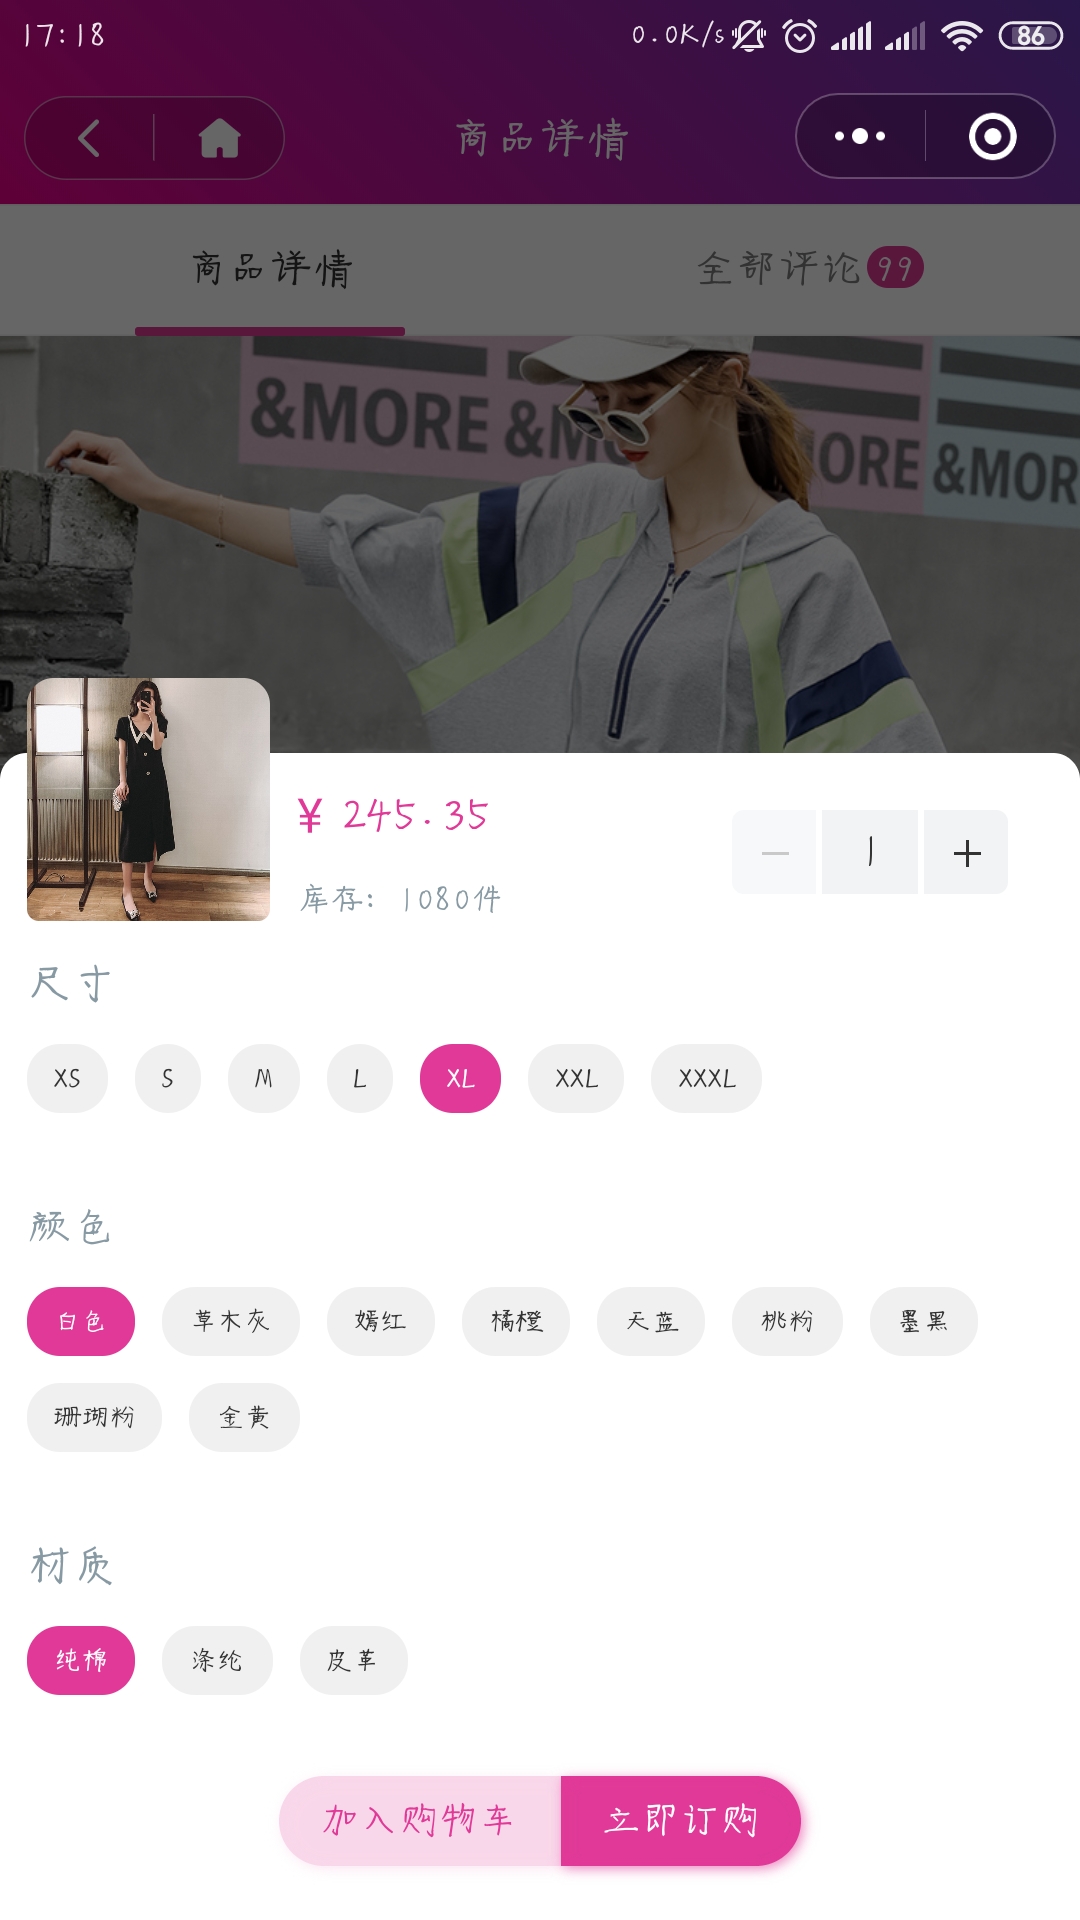 17:18 0.0K/s 86
商品详情
商品详情 全部评论 99
&MORE &MORE &MOR
¥ 245.35
1
库存: 1080件
尺寸
XS S M L XL XXL XXXL
颜色
白色 草木灰 嫣红 橘橙 天蓝 桃粉 墨黑
珊瑚粉 金黄
材质
纯棉 涤纶 皮革
加入购物车 立即订购